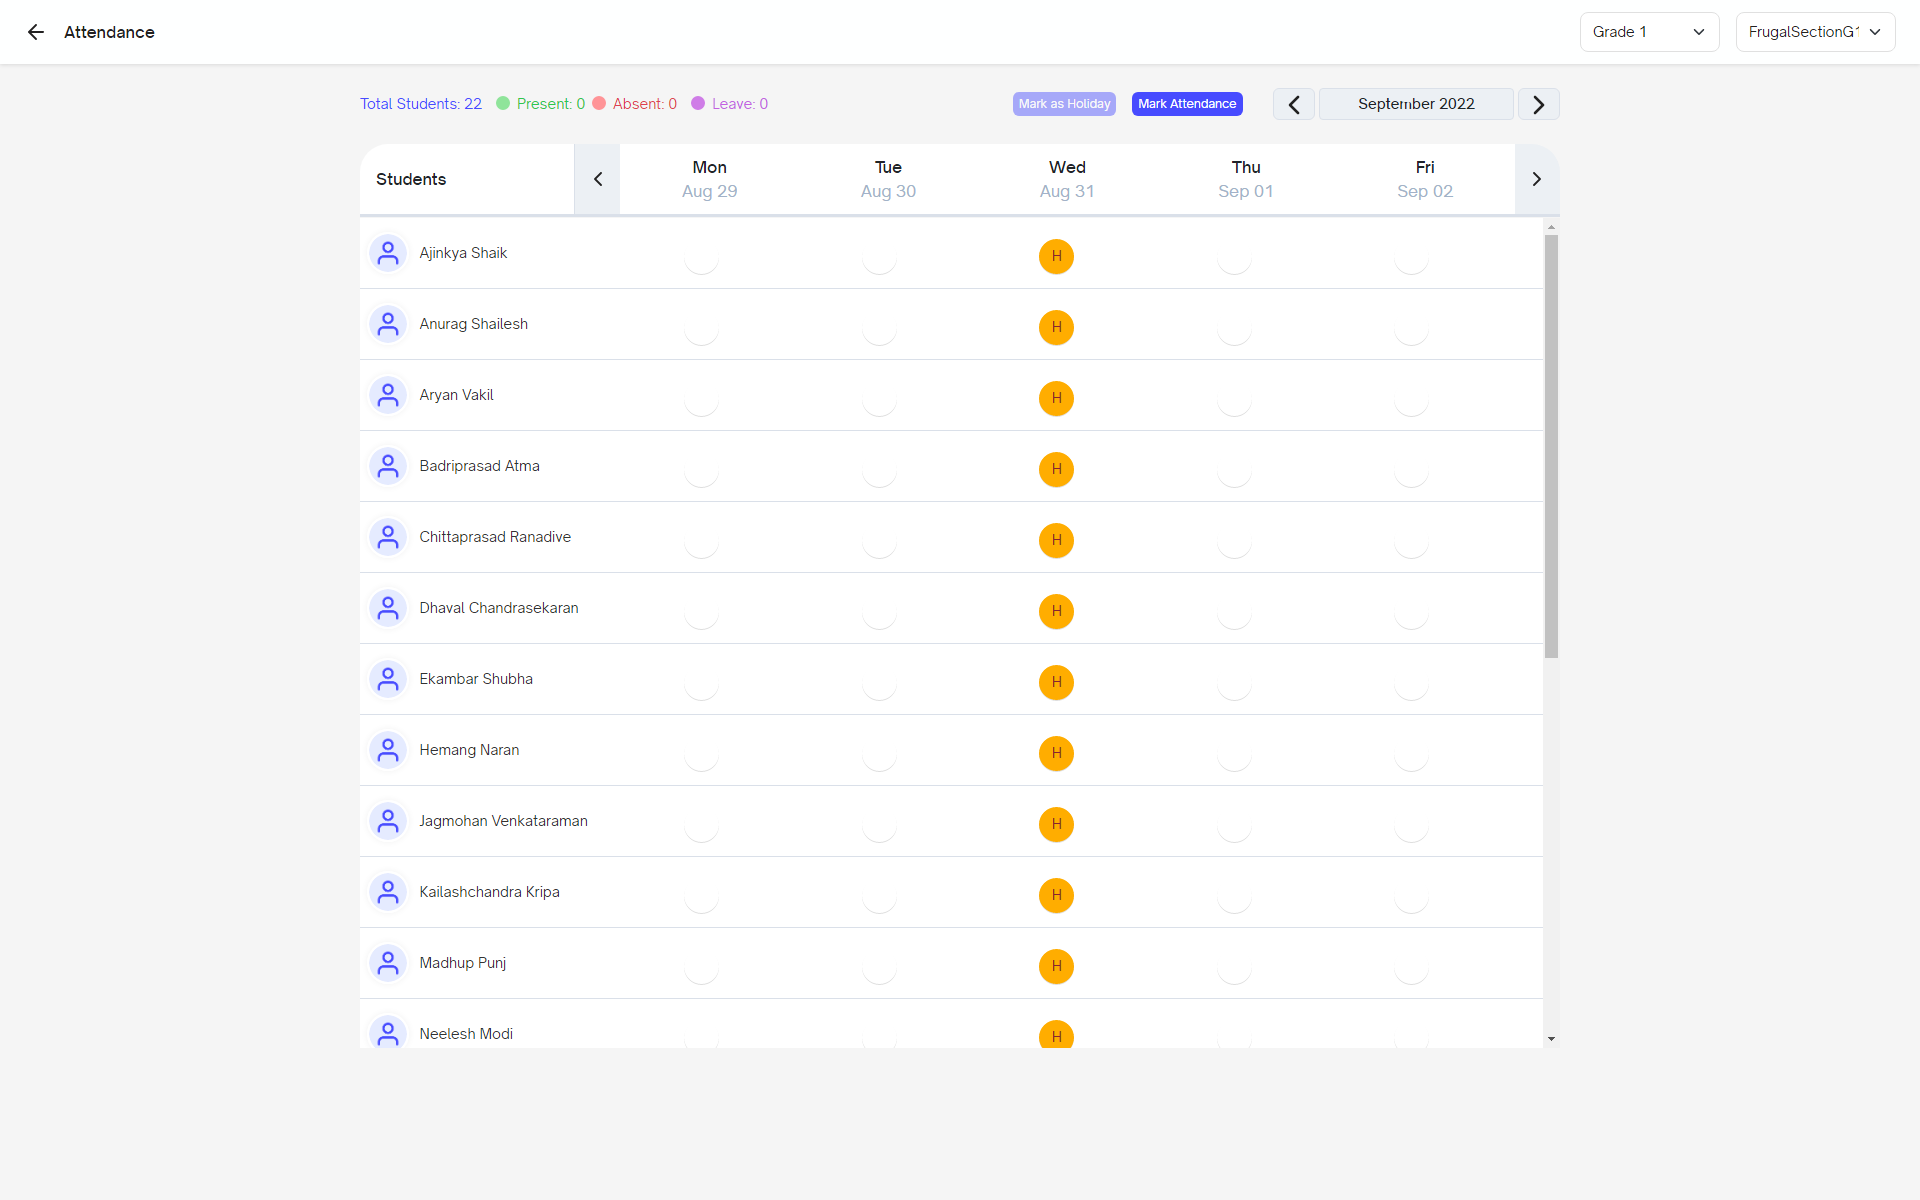 Attendance
Grade 1
FrugalSectionG1
Total Students: 22 Present: 0 Absent: 0 Leave: 0
Mark as Holiday
Mark Attendance
September 2022
Students
Mon
Aug 29
Tue
Aug 30
Wed
Aug 31
Thu
Sep 01
Fri
Sep 02
Ajinkya Shaik H
Anurag Shailesh H
Aryan Vakil H
Badriprasad Atma H
Chittaprasad Ranadive H
Dhaval Chandrasekaran H
Ekambar Shubha H
Hemang Naran H
Jagmohan Venkataraman H
Kailashchandra Kripa H
Madhup Punj H
Neelesh Modi H